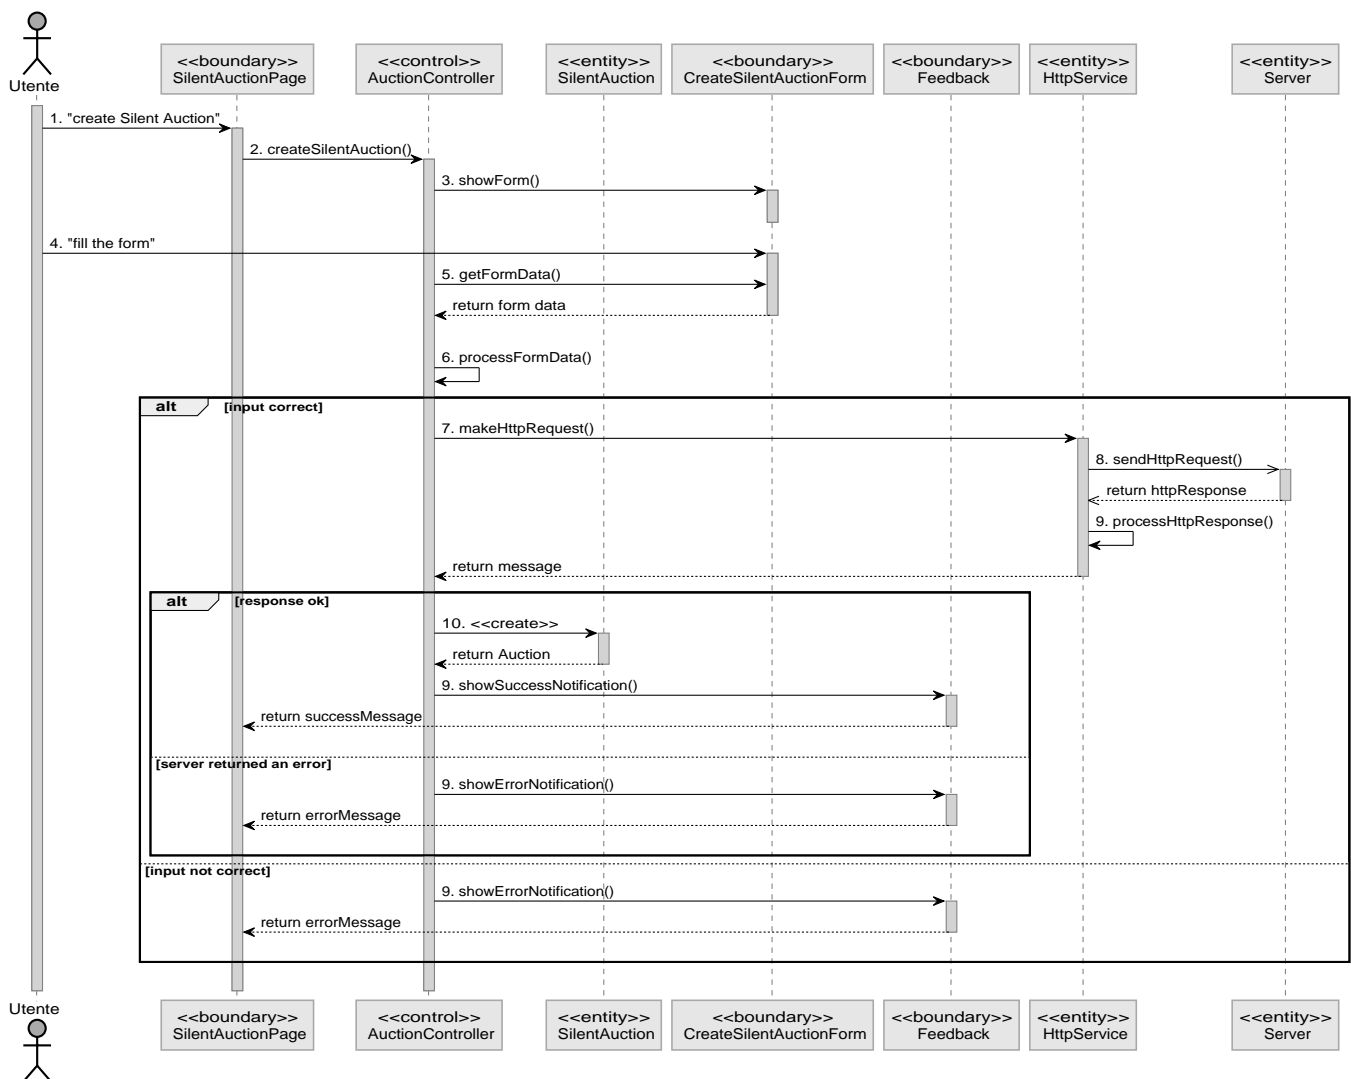 Utente
<<boundary>>
SilentAuctionPage
<<control>>
AuctionController
<<entity>>
SilentAuction
<<boundary>>
CreateSilentAuctionForm
<<boundary>>
Feedback
<<entity>>
HttpService
<<entity>>
Server
1. "create Silent Auction"
2. createSilentAuction()
3. showForm()
4. "fill the form"
5. getFormData()
return form data
6. processFormData()
alt [input correct]
7. makeHttpRequest()
8. sendHttpRequest()
return httpResponse
9. processHttpResponse()
return message
alt [response ok]
10. <<create>>
return Auction
9. showSuccessNotification()
return successMessage
[server returned an error]
9. showErrorNotification()
return errorMessage
[input not correct]
9. showErrorNotification()
return errorMessage
Utente
<<boundary>>
SilentAuctionPage
<<control>>
AuctionController
<<entity>>
SilentAuction
<<boundary>>
CreateSilentAuctionForm
<<boundary>>
Feedback
<<entity>>
HttpService
<<entity>>
Server